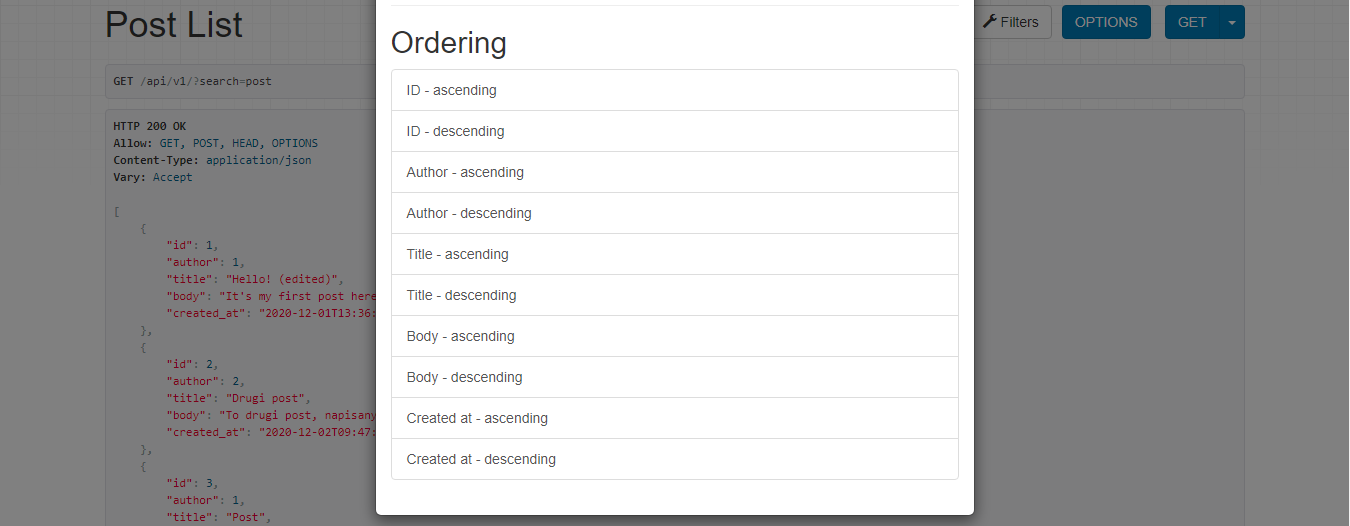 Post List
Filters
OPTIONS
GET
GET /api/v1/?search=post
HTTP 200 OK
Allow: GET, POST, HEAD, OPTIONS
Content-Type: application/json
Vary: Accept
[
{
"id": 1,
"author": 1,
"title": "Hello! (edited)",
"body": "It's my first post here
"created_at": "2020-12-01T13:36:
},
{
"id": 2,
"author": 2,
"title": "Drugi post",
"body": "To drugi post, napisany
"created_at": "2020-12-02T09:47:
},
{
"id": 3,
"author": 1,
"title": "Post",
Ordering
ID - ascending
ID - descending
Author - ascending
Author - descending
Title - ascending
Title - descending
Body - ascending
Body - descending
Created at - ascending
Created at - descending